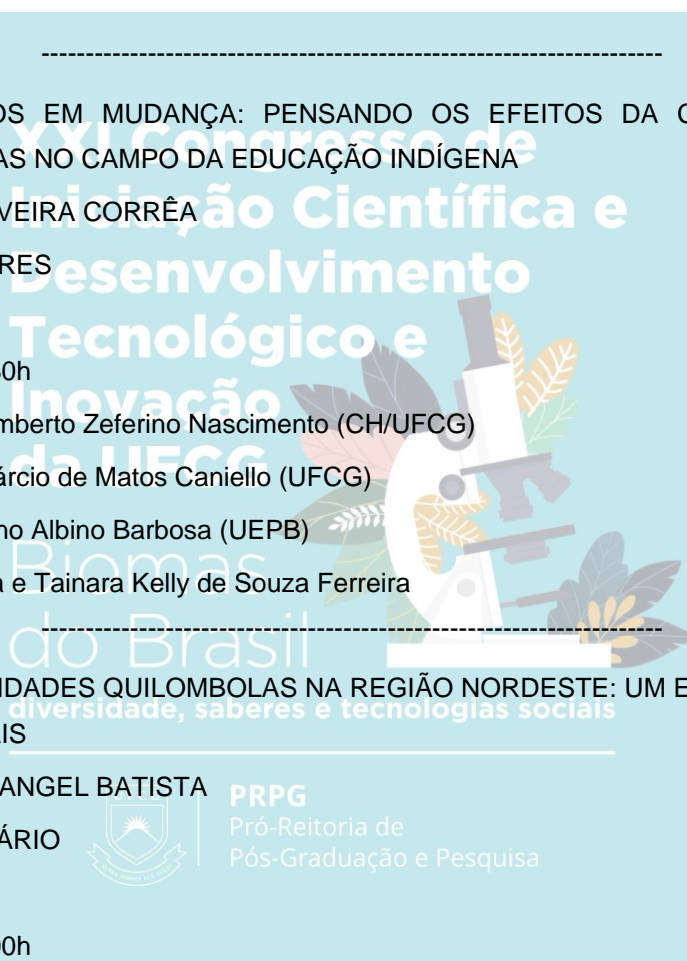 -----------------------------------------------------------------------
OS EM MUDANÇA: PENSANDO OS EFEITOS DA
AS NO CAMPO DA EDUCAÇÃO INDÍGENA
VEIRA CORRÊA
RES
0h
mberto Zeferino Nascimento (CH/UFCG)
árcio de Matos Caniello (UFCG)
no Albino Barbosa (UEPB)
a e Tainara Kelly de Souza Ferreira
-----------------------------------------------------------------------
IDADES QUILOMBOLAS NA REGIÃO NORDESTE: UM E
IS
ANGEL BATISTA
ÁRIO
00h
XXI Congresso de
Iniciação Científica e
Desenvolvimento
Tecnológico e
Inovação
da UFCG
Biomas
do Brasil
diversidade, saberes e tecnologias sociais
UFCG
PRPG
Pró-Reitoria de
Pós-Graduação e Pesquisa